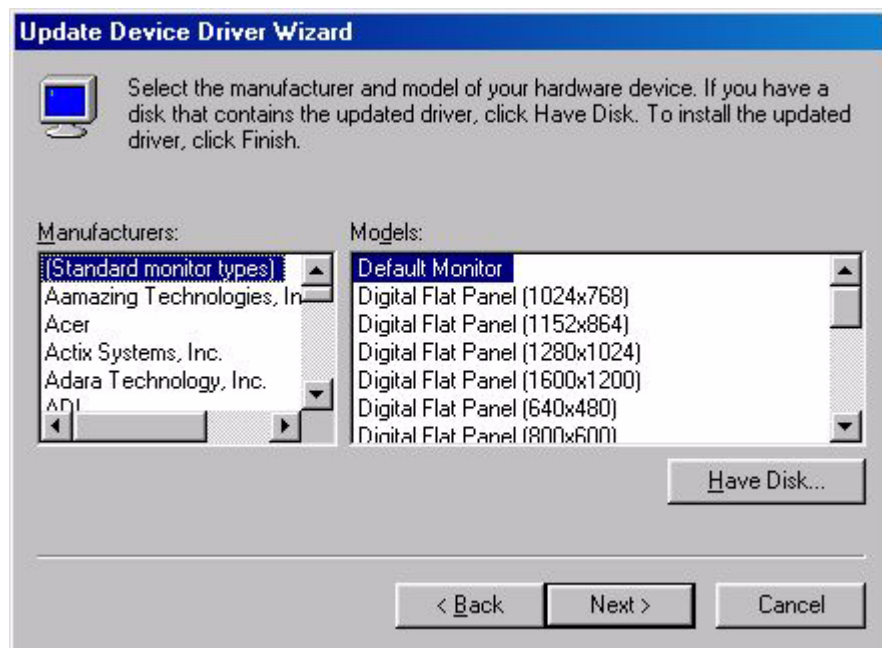 Update Device Driver Wizard
Select the manufacturer and model of your hardware device. If you have a
disk that contains the updated driver, click Have Disk. To install the updated
driver, click Finish.
Manufacturers:
(Standard monitor types)
Aamazing Technologies, In
Acer
Actix Systems, Inc.
Adara Technology, Inc.
ADI
Models:
Default Monitor
Digital Flat Panel (1024x768)
Digital Flat Panel (1152x864)
Digital Flat Panel (1280x1024)
Digital Flat Panel (1600x1200)
Digital Flat Panel (640x480)
Digital Flat Panel (800x600)
Have Disk...
< Back
Next >
Cancel